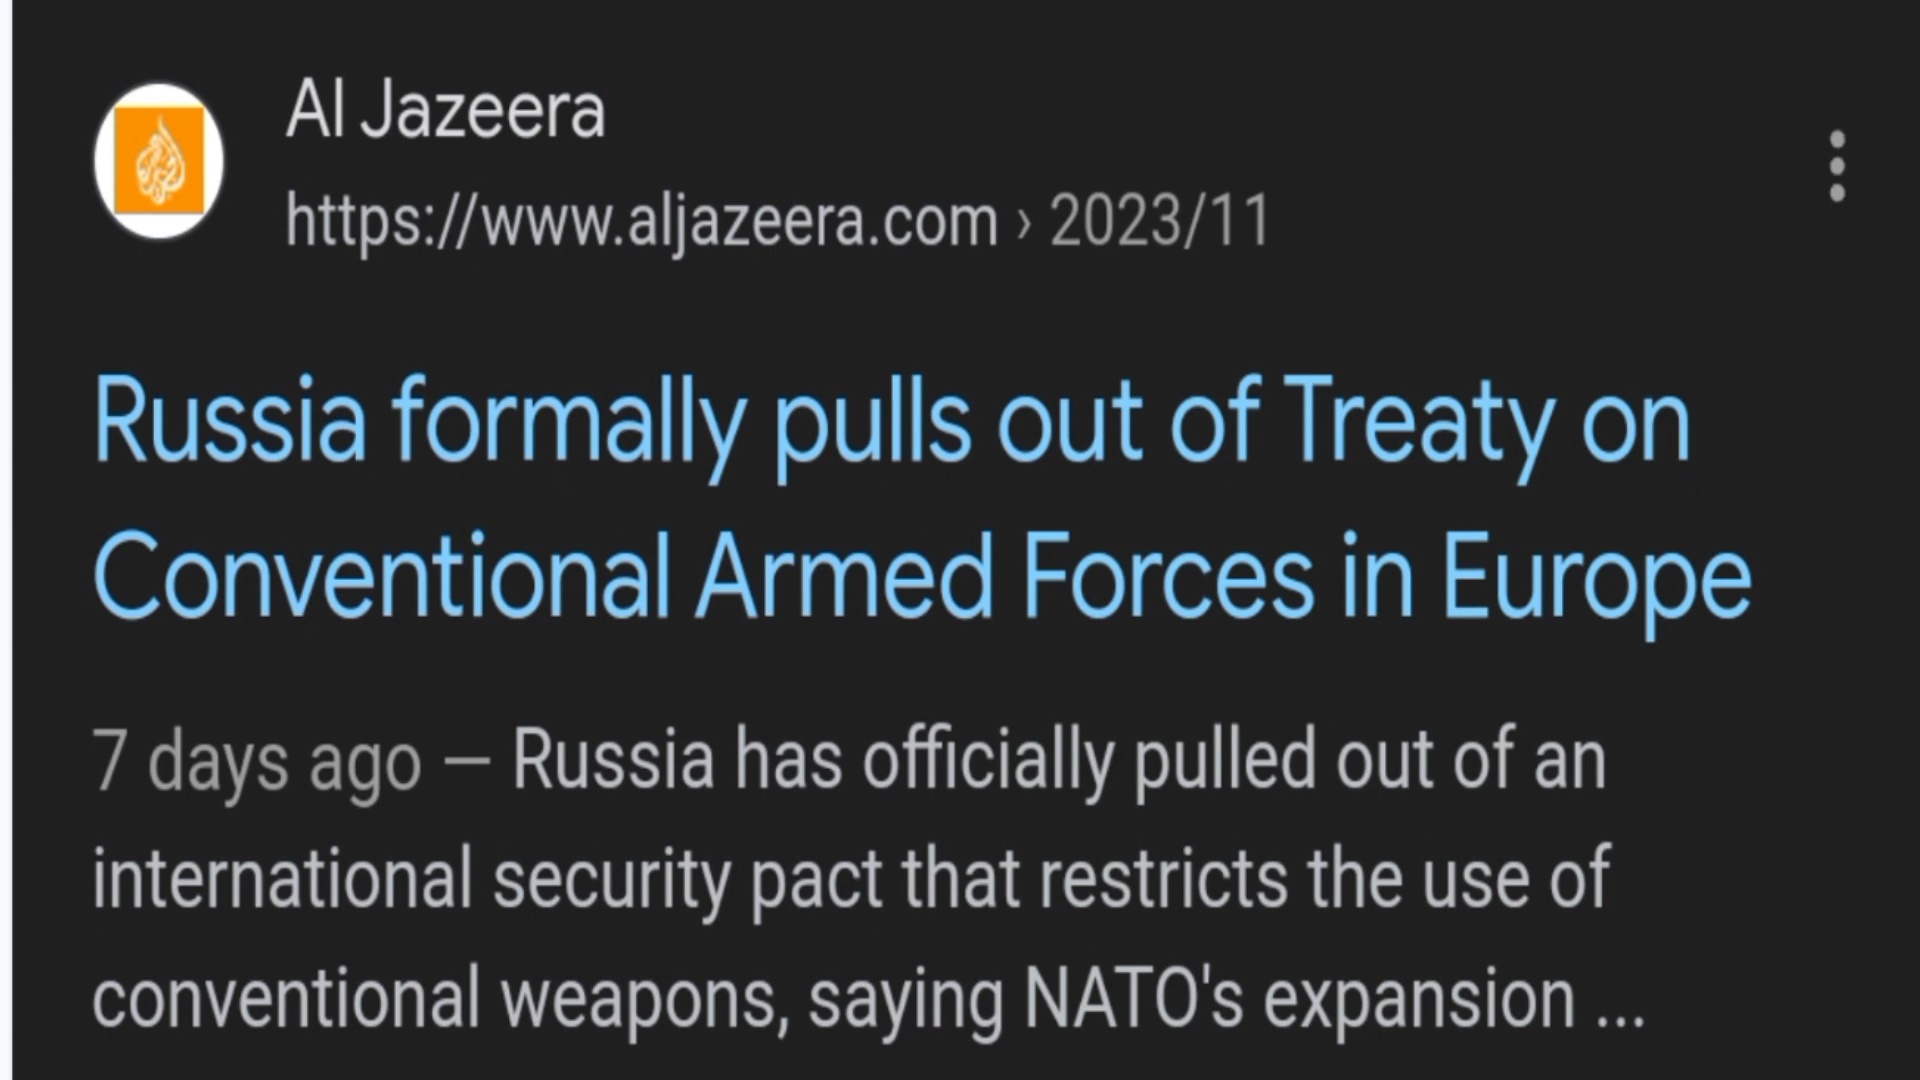 Al Jazeera
https://www.aljazeera.com › 2023/11
Russia formally pulls out of Treaty on
Conventional Armed Forces in Europe
7 days ago — Russia has officially pulled out of an
international security pact that restricts the use of
conventional weapons, saying NATO's expansion ...